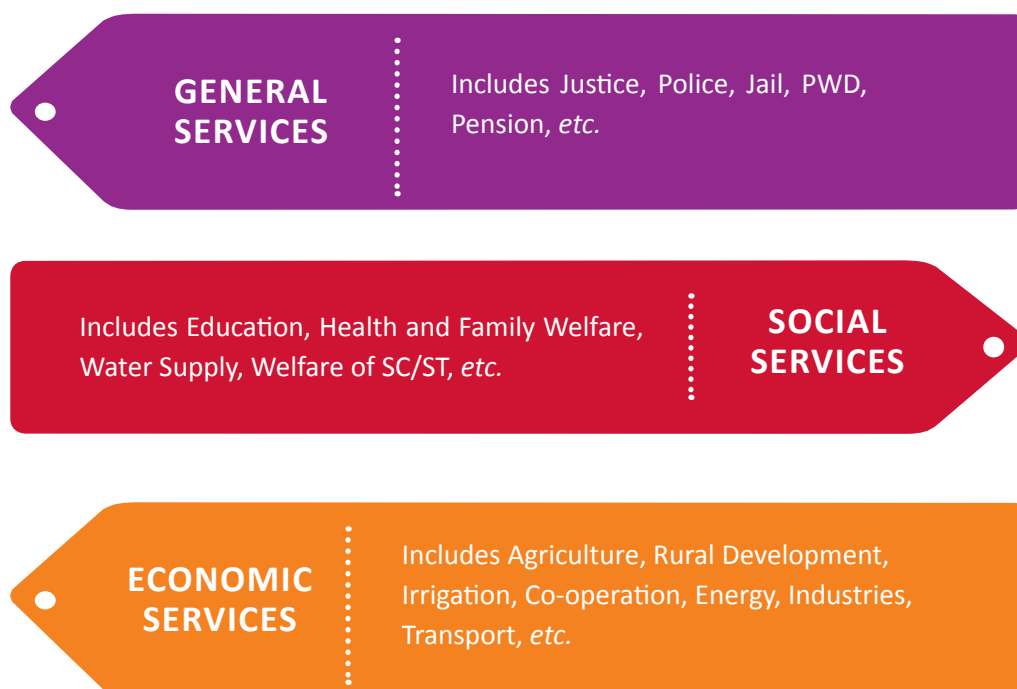 GENERAL
SERVICES
Includes Justice, Police, Jail, PWD,
Pension, etc.
Includes Education, Health and Family Welfare,
Water Supply, Welfare of SC/ST, etc.
SOCIAL
SERVICES
ECONOMIC
SERVICES
Includes Agriculture, Rural Development,
Irrigation, Co-operation, Energy, Industries,
Transport, etc.